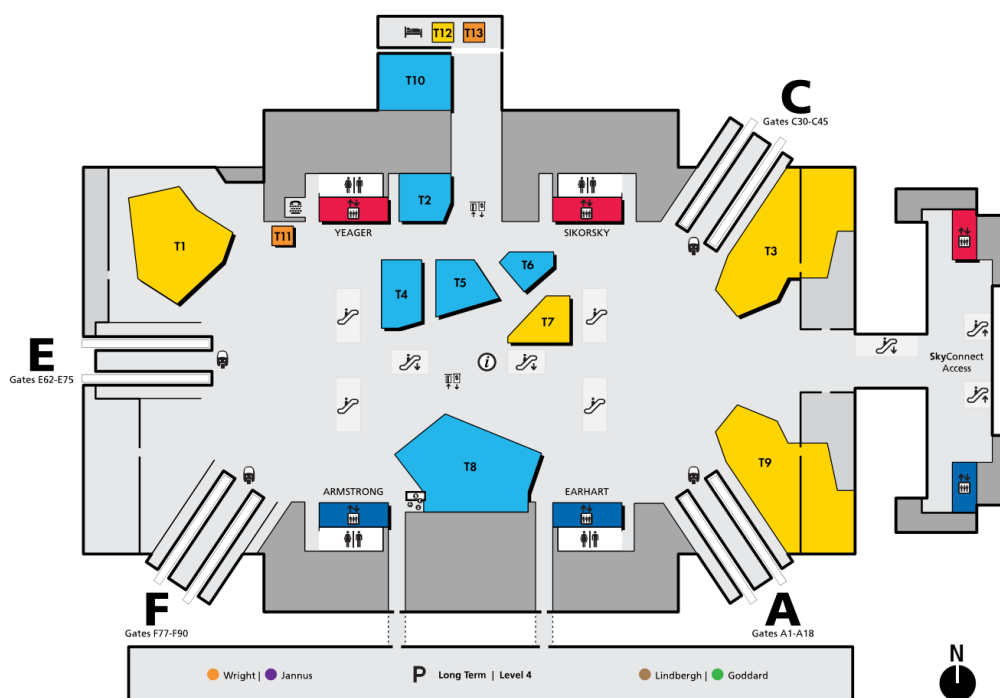 T12
T13
T10
C
Gates C30-C45
T2
T11
YEAGER
SIKORSKY
T1
T3
T6
T5
T4
T7
E
Gates E62-E75
i
SkyConnect
Access
T8
T9
ARMSTRONG
EARHART
F
Gates F77-F90
A
Gates A1-A18
N
Wright | Jannus
P Long Term | Level 4
Lindbergh | Goddard